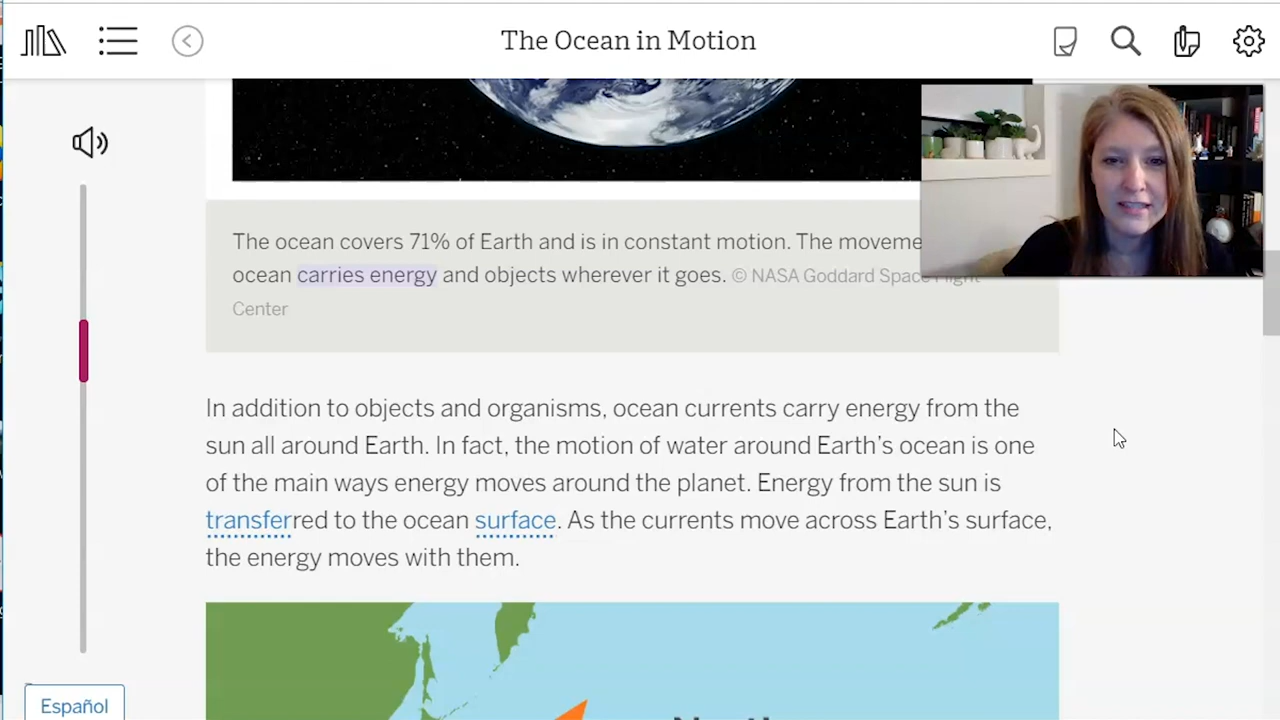 The Ocean in Motion
The ocean covers 71% of Earth and is in constant motion. The
ocean carries energy and objects wherever it goes. © NASA Goddard Space Flight
Center
In addition to objects and organisms, ocean currents carry energy from the
sun all around Earth. In fact, the motion of water around Earth's ocean is one
of the main ways energy moves around the planet. Energy from the sun is
transferred to the ocean surface. As the currents move across Earth's surface,
the energy moves with them.
Español